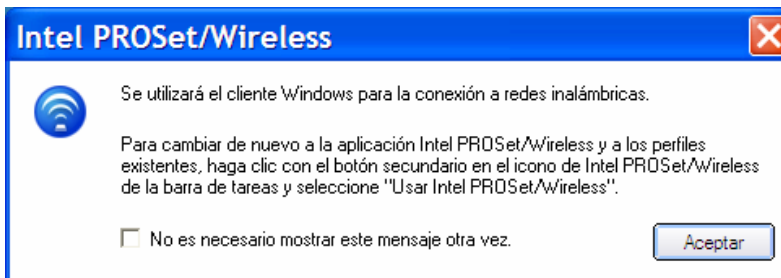 Intel PROSet/Wireless
Se utilizará el cliente Windows para la conexión a redes inalámbricas.
Para cambiar de nuevo a la aplicación Intel PROSet/Wireless y a los perfiles
existentes, haga clic con el botón secundario en el icono de Intel PROSet/Wireless
de la barra de tareas y seleccione "Usar Intel PROSet/Wireless".
No es necesario mostrar este mensaje otra vez.
Aceptar